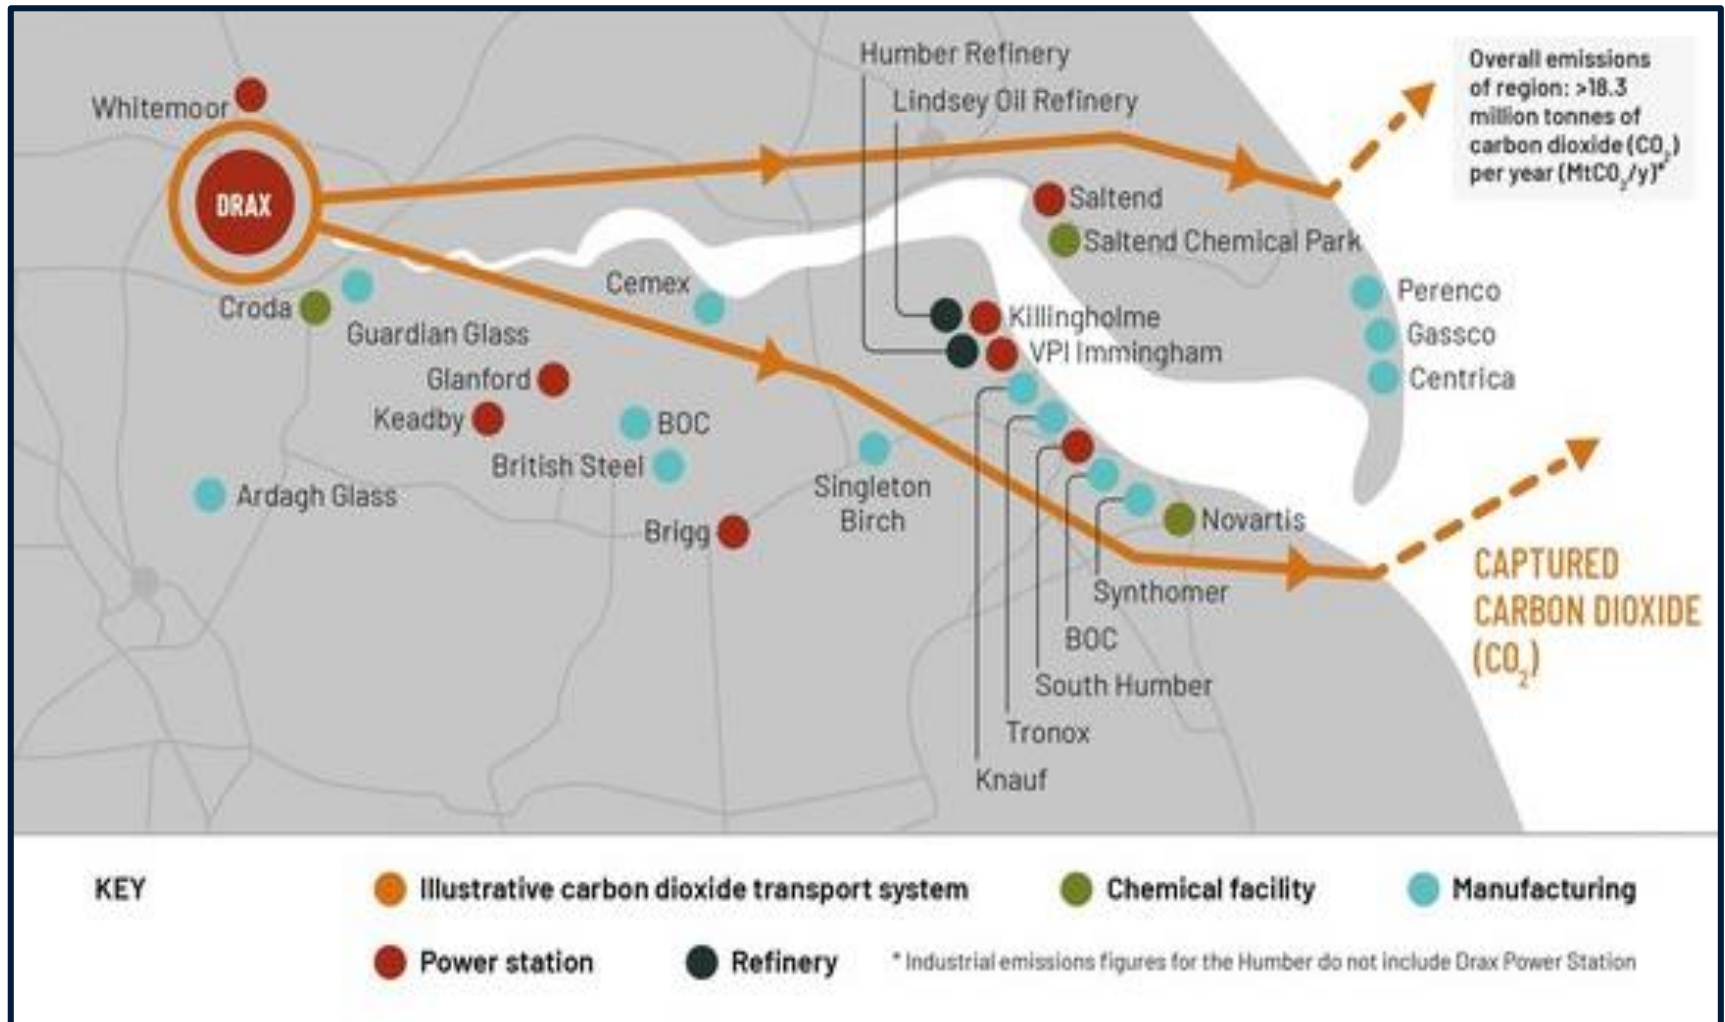 Humber Refinery
Lindsey Oil Refinery
Overall emissions
of region: >18.3
million tonnes of
carbon dioxide (CO₂)
per year (MtCO₂/y)*
Whitemoor
DRAX
Saltend
Saltend Chemical Park
Cemex
Croda
Guardian Glass
Perenco
Killingholme
Gassco
VPI Immingham
Centrica
Glanford
Keadby
BOC
British Steel
Ardagh Glass
Singleton
Birch
Brigg
Novartis
CAPTURED
CARBON DIOXIDE
(CO₂)
Synthomer
BOC
South Humber
Tronox
Knauf
KEY
Illustrative carbon dioxide transport system
Chemical facility
Manufacturing
Power station
Refinery
* Industrial emissions figures for the Humber do not include Drax Power Station